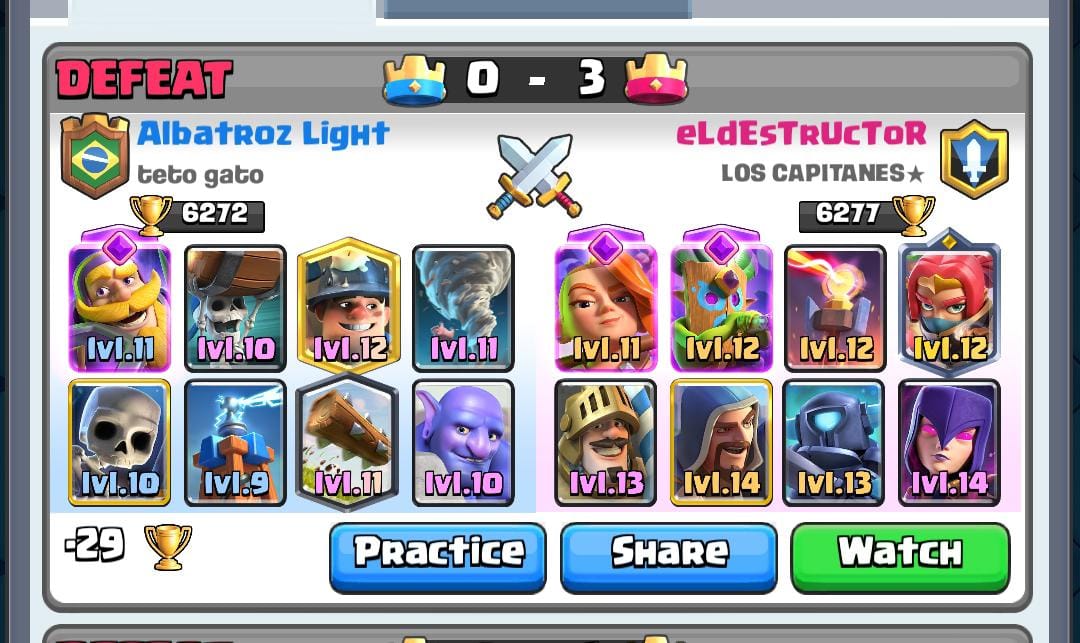 DEFEAT 0 - 3
Albatroz Light eLdEsTRUcToR
teto gato LOS CAPITANES★
6272 6277
lvl.11 lvl.10 lvl.12 lvl.11 lvl.11 lvl.12 lvl.12 lvl.12
lvl.10 lvl.9 lvl.11 lvl.10 lvl.13 lvl.14 lvl.13 lvl.14
-29 Practice Share Watch